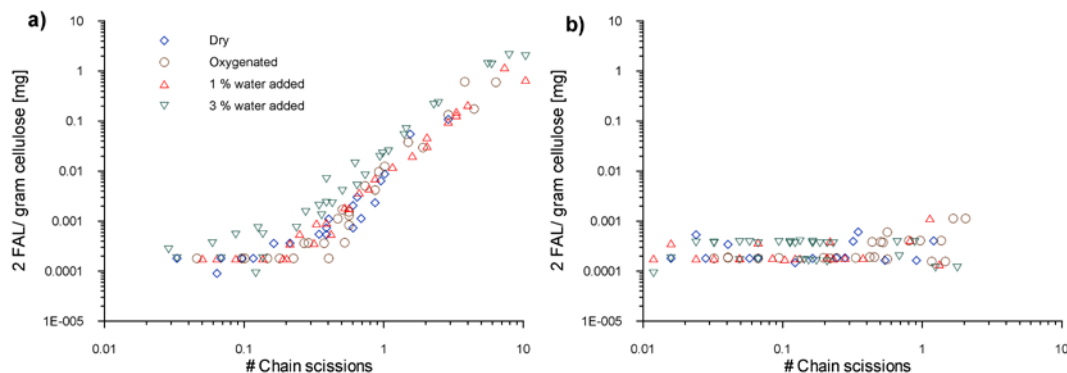 a)
2 FAL/ gram cellulose [mg]
10
1
0.1
0.01
0.001
0.0001
1E-005
0.01
0.1
1
10
# Chain scissions
Dry
Oxygenated
1 % water added
3 % water added
b)
2 FAL/ gram cellulose [mg]
10
1
0.1
0.01
0.001
0.0001
1E-005
0.01
0.1
1
10
# Chain scissions